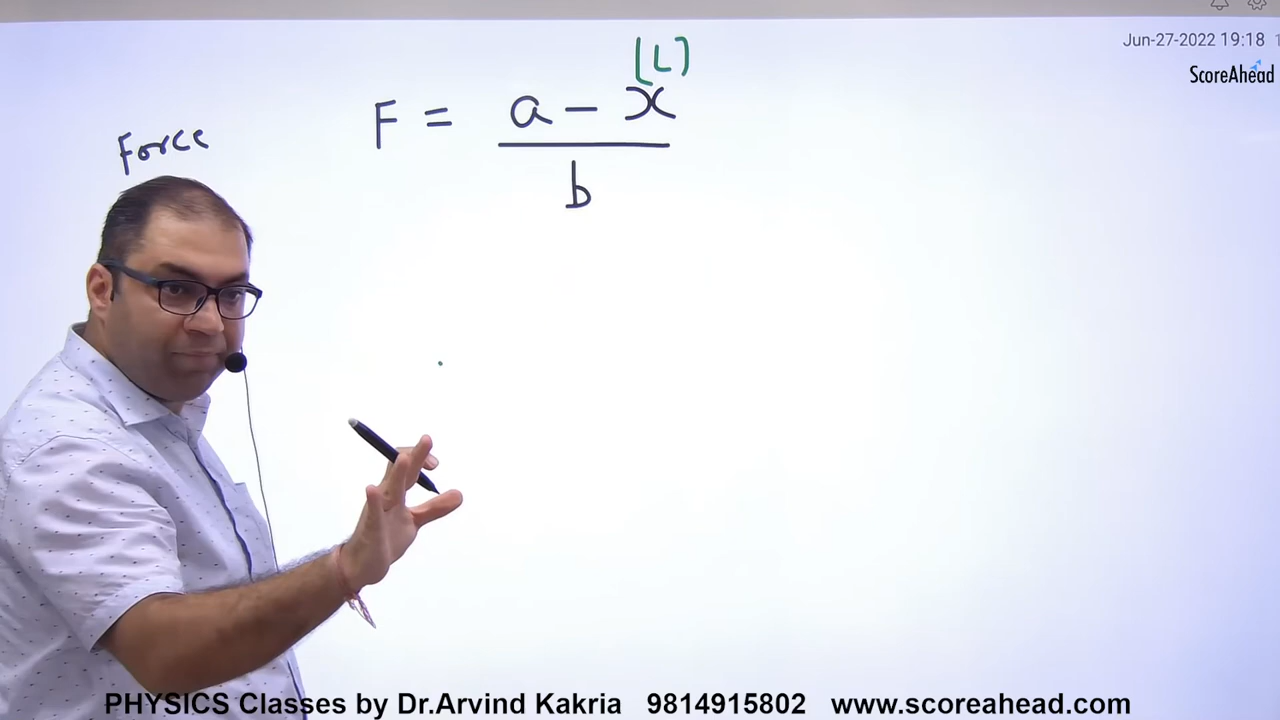 Jun-27-2022 19:18
ScoreAhead
[L]
F = a - x
b
Force
PHYSICS Classes by Dr.Arvind Kakria 9814915802 www.scoreahead.com